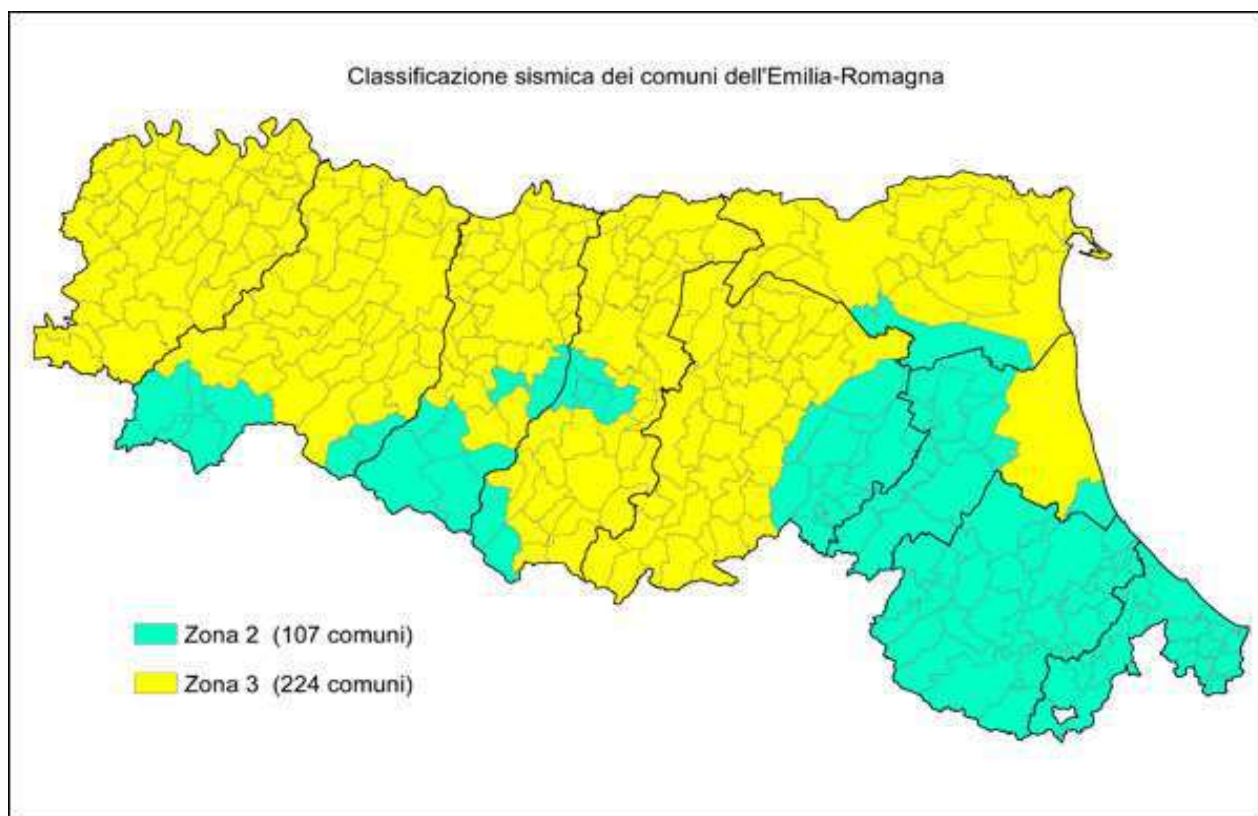 Classificazione sismica dei comuni dell'Emilia-Romagna
Zona 2 (107 comuni)
Zona 3 (224 comuni)